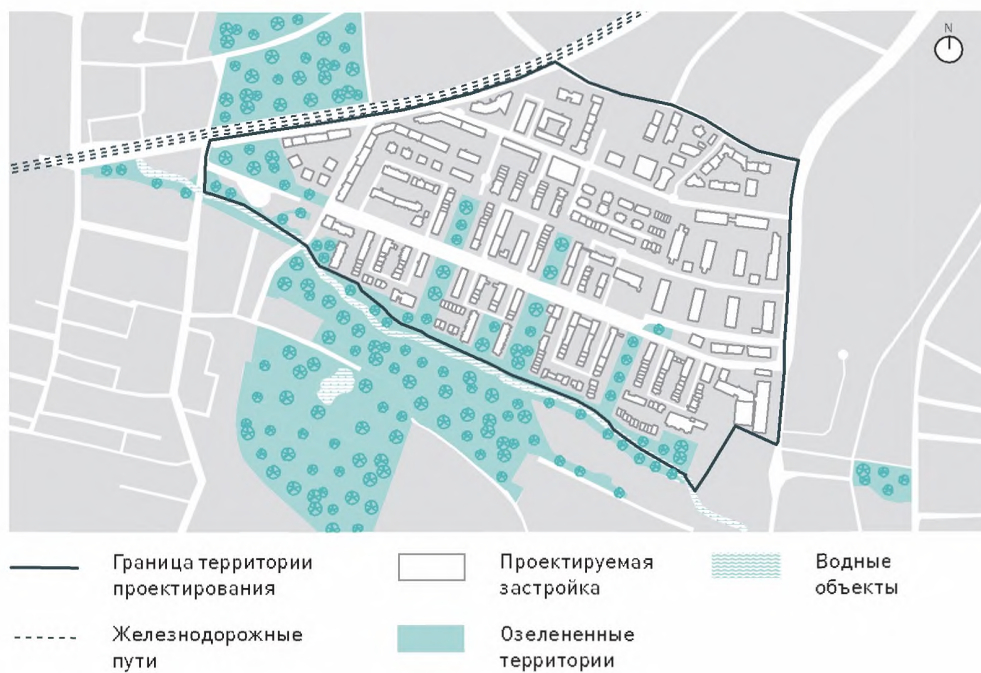 N
Граница территории
проектирования
Проектируемая
застройка
Водные
объекты
Железнодорожные
пути
Озелененные
территории